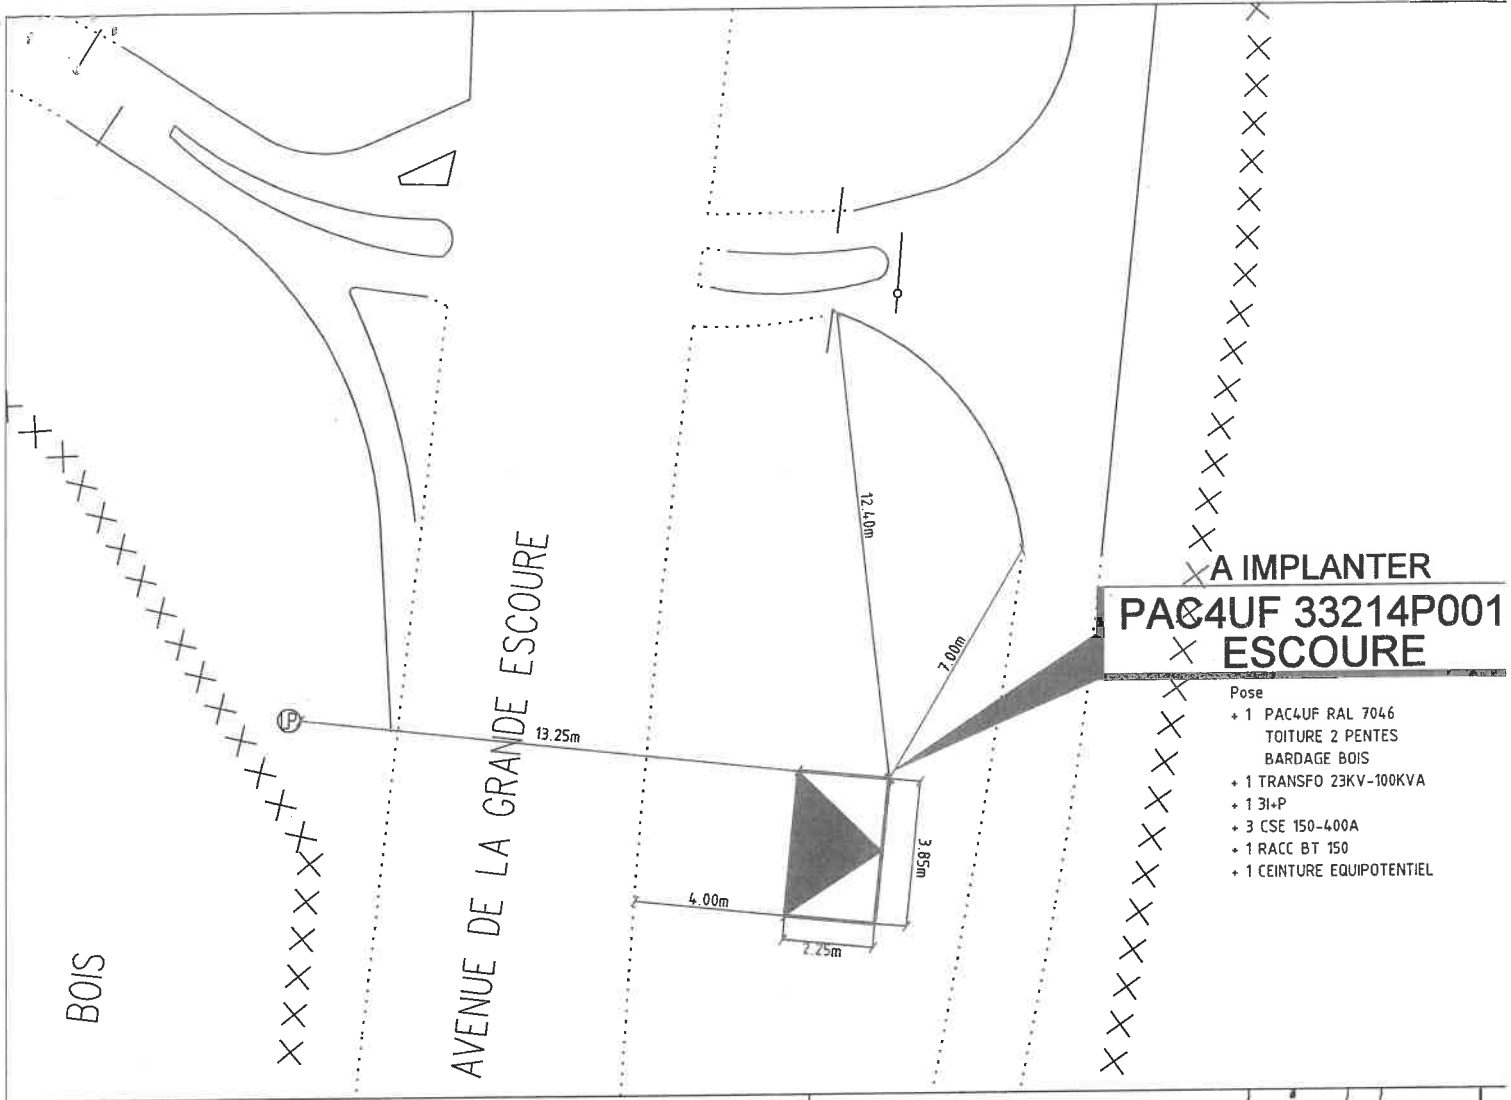 12.40m
A IMPLANTER
PAC4UF 33214P001
ESCOURE
7.00m
Pose
+ 1 PAC4UF RAL 7046
TOITURE 2 PENTES
BARDAGE BOIS
+ 1 TRANSFO 23KV-100KVA
+ 1 3I+P
+ 3 CSE 150-400A
+ 1 RACC BT 150
+ 1 CEINTURE EQUIPOTENTIEL
13.25m
AVENUE DE LA GRANDE ESCOURE
3.85m
4.00m
2.25m
BOIS